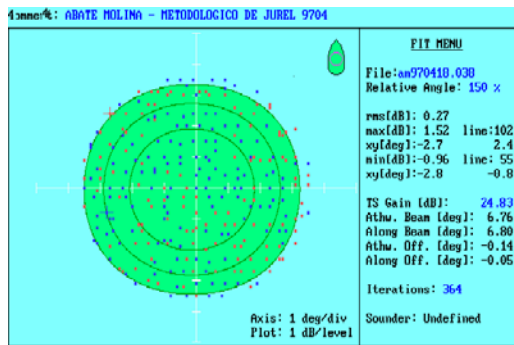 ABATE MOLINA - METODOLOGICO DE JUREL 9704
FIT MENU
File:am970418.038
Relative Angle: 150 %
rms[dB]: 0.27
max[dB]: 1.52 line:102
xy[deg]:-2.7 2.4
min[dB]:-0.96 line: 55
xy[deg]:-2.8 -0.8
TS Gain [dB]: 24.83
Athw. Beam [deg]: 6.76
Along Beam [deg]: 6.80
Athw. Off. [deg]:-0.14
Along Off. [deg]:-0.05
Iterations: 364
Axis: 1 deg/div
Plot: 1 dB/level
Sounder: Undefined